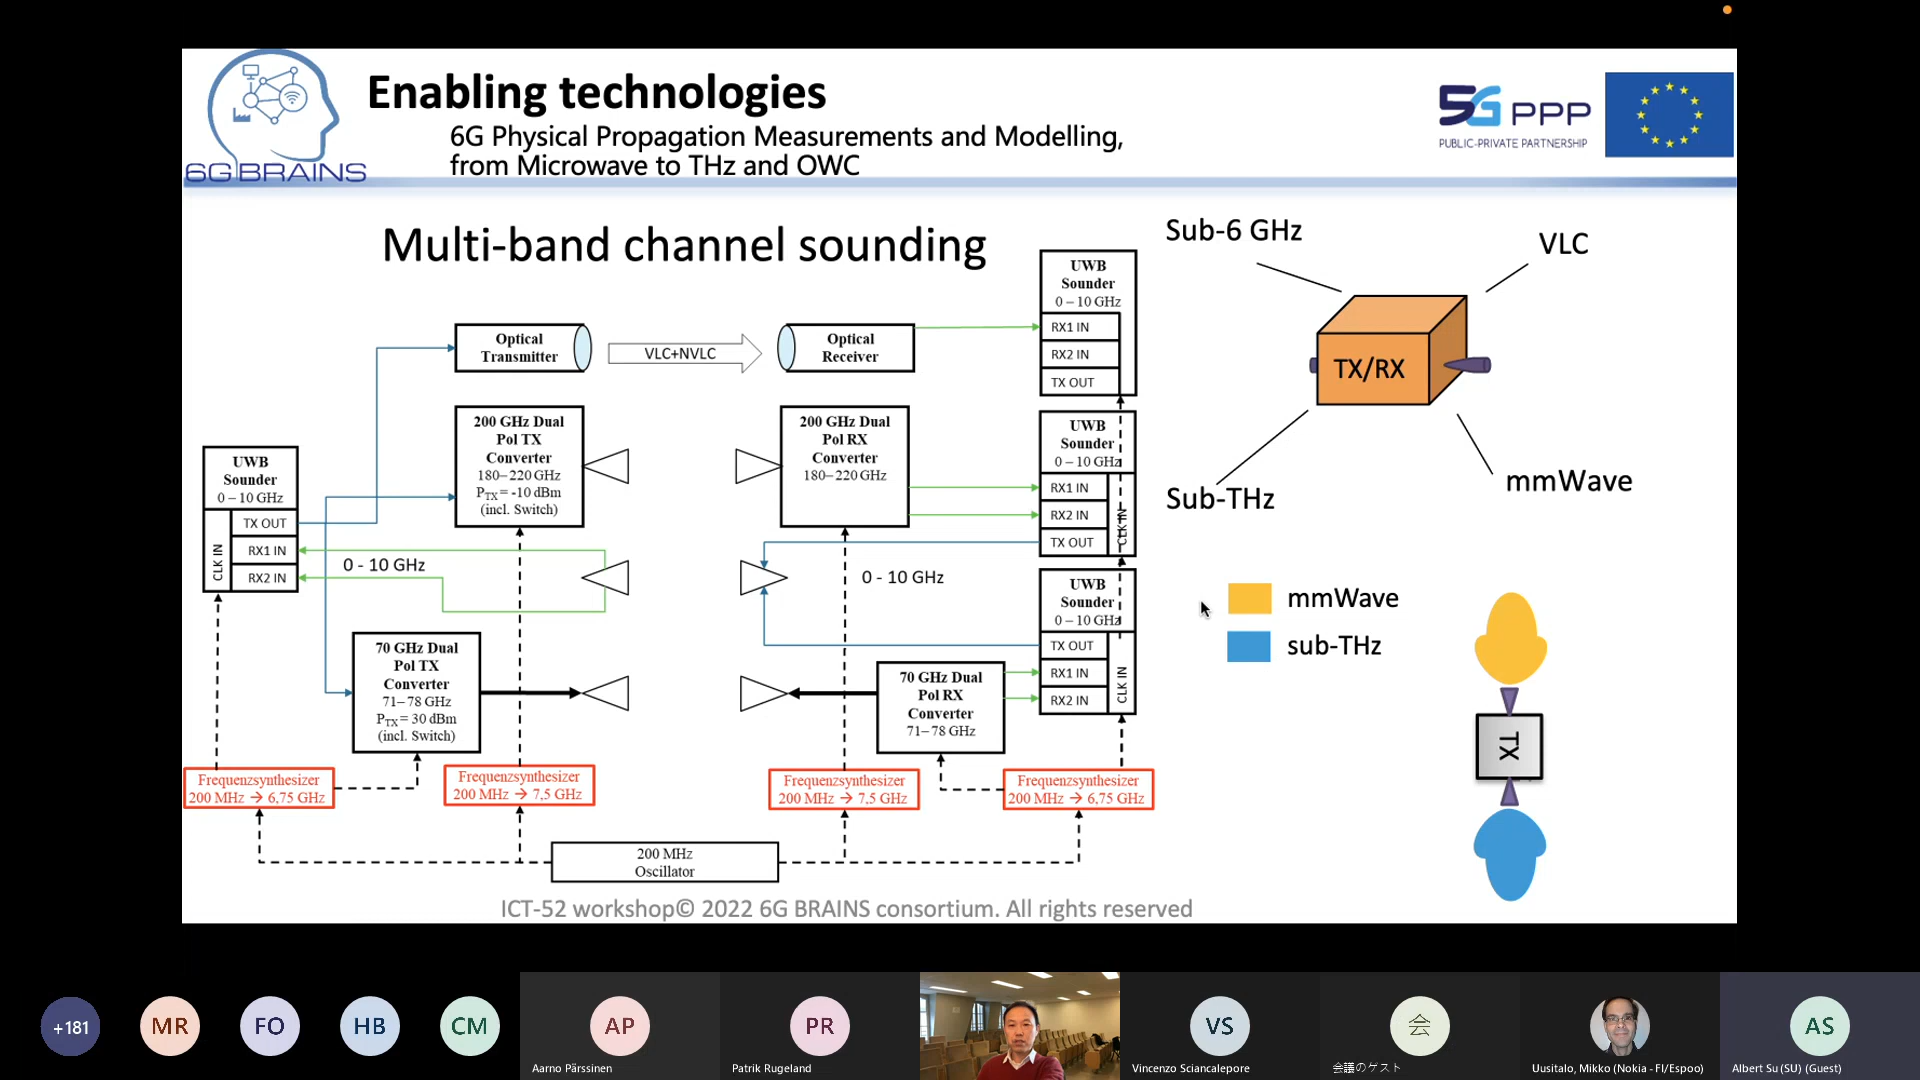 6G BRAINS
Enabling technologies
6G Physical Propagation Measurements and Modelling,
from Microwave to THz and OWC
5G PPP
PUBLIC-PRIVATE PARTNERSHIP
Multi-band channel sounding
Optical
Transmitter
VLC+NVLC
Optical
Receiver
UWB
Sounder
0 – 10 GHz
RX1 IN
RX2 IN
TX OUT
200 GHz Dual
Pol TX
Converter
180– 220 GHz
PTX = -10 dBm
(incl. Switch)
200 GHz Dual
Pol RX
Converter
180– 220 GHz
UWB
Sounder
0 – 10 GHz
RX1 IN
RX2 IN
TX OUT
CLK IN
UWB
Sounder
0 – 10 GHz
TX OUT
RX1 IN
RX2 IN
CLK IN
0 - 10 GHz
0 - 10 GHz
UWB
Sounder
0 – 10 GHz
TX OUT
RX1 IN
RX2 IN
CLK IN
70 GHz Dual
Pol TX
Converter
71– 78 GHz
PTX = 30 dBm
(incl. Switch)
70 GHz Dual
Pol RX
Converter
71– 78 GHz
Frequenzsynthesizer
200 MHz → 6,75 GHz
Frequenzsynthesizer
200 MHz → 7,5 GHz
Frequenzsynthesizer
200 MHz → 7,5 GHz
Frequenzsynthesizer
200 MHz → 6,75 GHz
200 MHz
Oscillator
Sub-6 GHz
VLC
TX/RX
Sub-THz
mmWave
mmWave
sub-THz
TX
ICT-52 workshop© 2022 6G BRAINS consortium. All rights reserved
+181
MR
FO
HB
CM
AP
Aarno Pärssinen
PR
Patrik Rugeland
VS
Vincenzo Sciancalepore
会
会議のゲスト
Uusitalo, Mikko (Nokia - FI/Espoo)
AS
Albert Su (SU) (Guest)